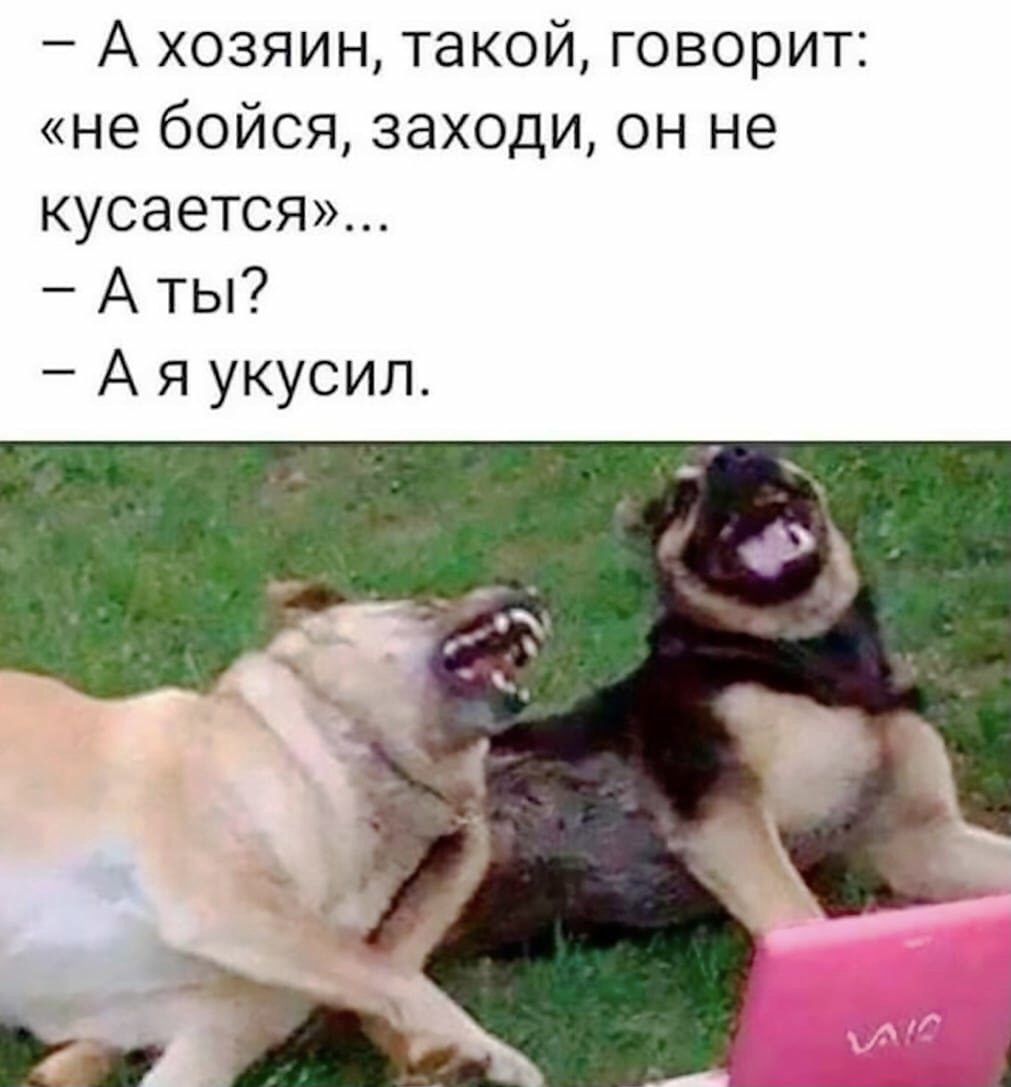 – А хозяин, такой, говорит:
«не бойся, заходи, он не
кусается»...
– А ты?
– А я укусил.
VAIO